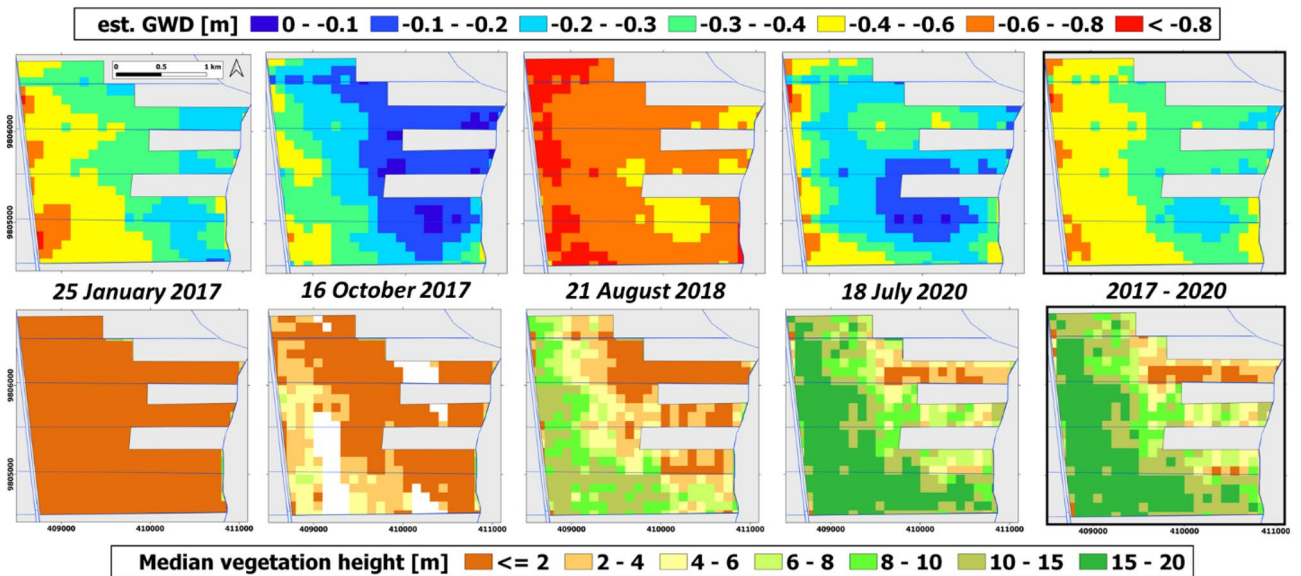 est. GWD [m] 0 - -0.1 -0.1 - -0.2 -0.2 - -0.3 -0.3 - -0.4 -0.4 - -0.6 -0.6 - -0.8 < -0.8
0 0.5 1 km
9806000
9805000
25 January 2017 16 October 2017 21 August 2018 18 July 2020 2017 - 2020
9806000
9805000
409000 410000 411000 409000 410000 411000 409000 410000 411000 409000 410000 411000 409000 410000 411000
Median vegetation height [m] <= 2 2 - 4 4 - 6 6 - 8 8 - 10 10 - 15 15 - 20